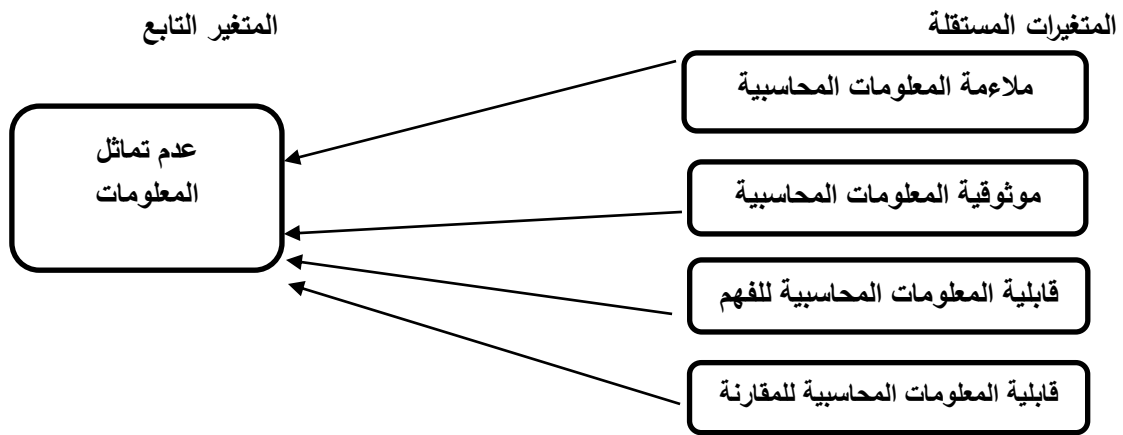 المتغيرات المستقلة
المتغير التابع
ملاءمة المعلومات المحاسبية
موثوقية المعلومات المحاسبية
قابلية المعلومات المحاسبية للفهم
قابلية المعلومات المحاسبية للمقارنة
عدم تماثل
المعلومات